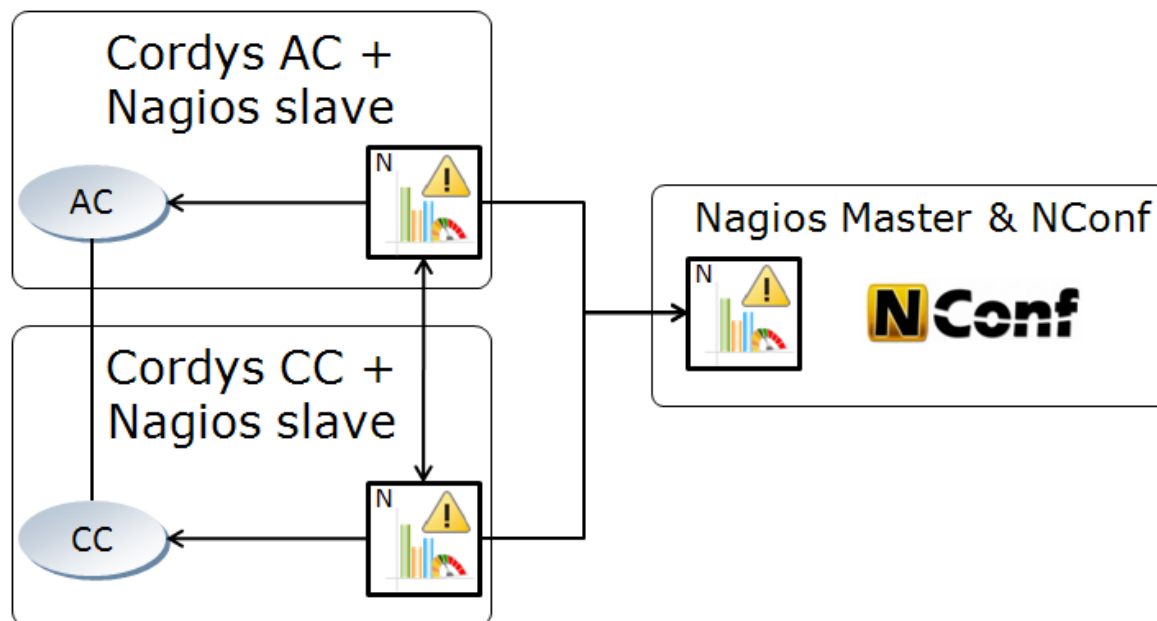 Cordys AC +
Nagios slave
N
AC
Nagios Master & NConf
N
NConf
Cordys CC +
Nagios slave
N
CC